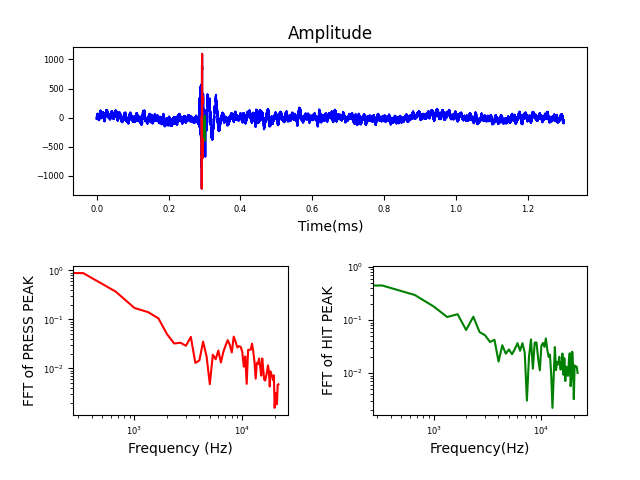 Amplitude
1000
500
0
−500
−1000
0.0 0.2 0.4 0.6 0.8 1.0 1.2
Time(ms)
FFT of PRESS PEAK
10⁰
10⁻¹
10⁻²
10³ 10⁴
Frequency (Hz)
FFT of HIT PEAK
10⁰
10⁻¹
10⁻²
10³ 10⁴
Frequency(Hz)